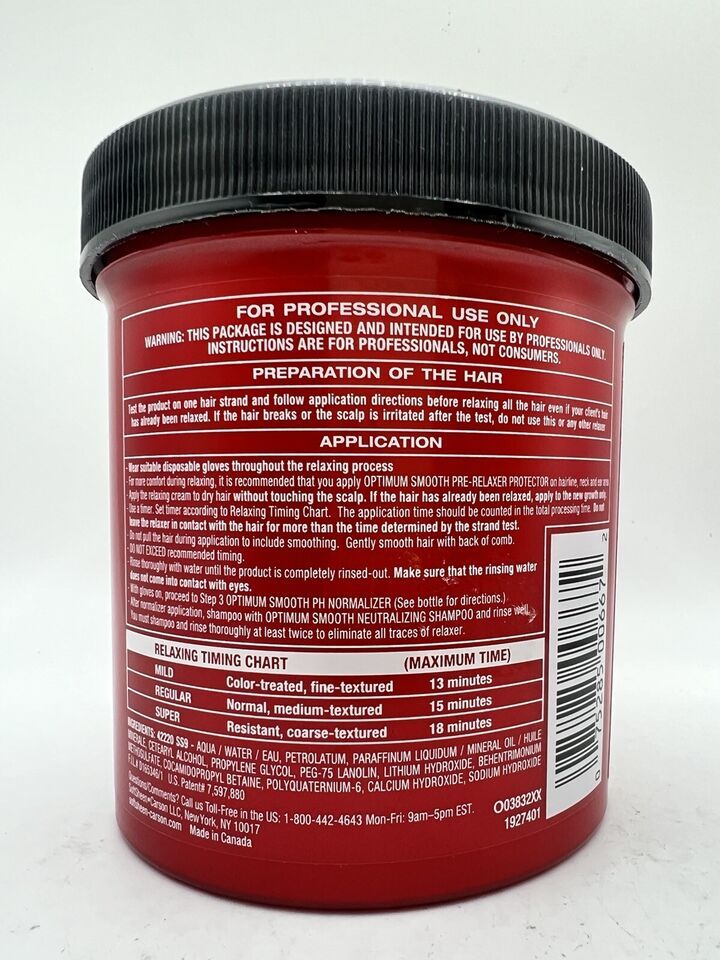 FOR PROFESSIONAL USE ONLY
WARNING: THIS PACKAGE IS DESIGNED AND INTENDED FOR USE BY PROFESSIONALS ONLY.
INSTRUCTIONS ARE FOR PROFESSIONALS, NOT CONSUMERS.
PREPARATION OF THE HAIR
Test the product on one hair strand and follow application directions before relaxing all the hair even if your client's hair
has already been relaxed. If the hair breaks or the scalp is irritated after the test, do not use this or any other relaxer
APPLICATION
-Wear suitable disposable gloves throughout the relaxing process
-For more comfort during relaxing, it is recommended that you apply OPTIMUM SMOOTH PRE-RELAXER PROTECTOR on hairline, neck and ear area
-Apply the relaxing cream to dry hair without touching the scalp. If the hair has already been relaxed, apply to the new growth only.
-Use a timer. Set timer according to Relaxing Timing Chart. The application time should be counted in the total processing time. Do not
leave the relaxer in contact with the hair for more than the time determined by the strand test.
-Do not pull the hair during application to include smoothing. Gently smooth hair with back of comb.
-DO NOT EXCEED recommended timing.
-Rinse thoroughly with water until the product is completely rinsed-out. Make sure that the rinsing water
does not come into contact with eyes.
-With gloves on, proceed to Step 3 OPTIMUM SMOOTH PH NORMALIZER (See bottle for directions.)
-After normalizer application, shampoo with OPTIMUM SMOOTH NEUTRALIZING SHAMPOO and rinse well.
You must shampoo and rinse thoroughly at least twice to eliminate all traces of relaxer.
RELAXING TIMING CHART (MAXIMUM TIME)
MILD Color-treated, fine-textured 13 minutes
REGULAR Normal, medium-textured 15 minutes
SUPER Resistant, coarse-textured 18 minutes
INGREDIENTS: 42220 SS9 - AQUA / WATER / EAU, PETROLATUM, PARAFFINUM LIQUIDUM / MINERAL OIL / HUILE
MINERALE, CETEARYL ALCOHOL, PROPYLENE GLYCOL, PEG-75 LANOLIN, LITHIUM HYDROXIDE, BEHENTRIMONIUM
METHOSULFATE, COCAMIDOPROPYL BETAINE, POLYQUATERNIUM-6, CALCIUM HYDROXIDE, SODIUM HYDROXIDE
F.I.L# D165346/1 U.S. Patent# 7,597,880
Questions/Comments? Call us Toll-Free in the US: 1-800-442-4643 Mon-Fri: 9am–5pm EST.
SoftSheen•Carson LLC, New York, NY 10017
softsheen-carson.com Made in Canada
O03832XX
1927401
0 75285 00667 2